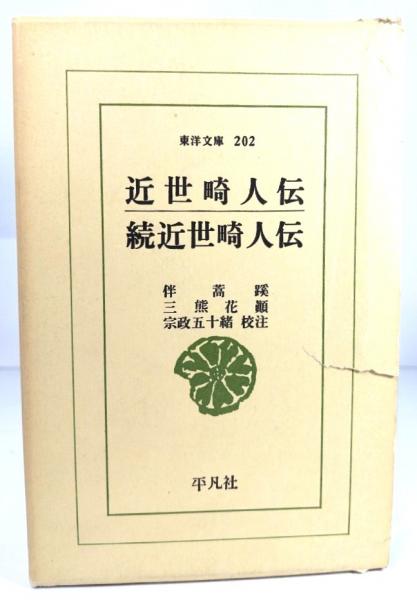 東洋文庫 202
近世畸人伝
続近世畸人伝
伴蒿蹊
三熊花顚
宗政五十緒 校注
平凡社